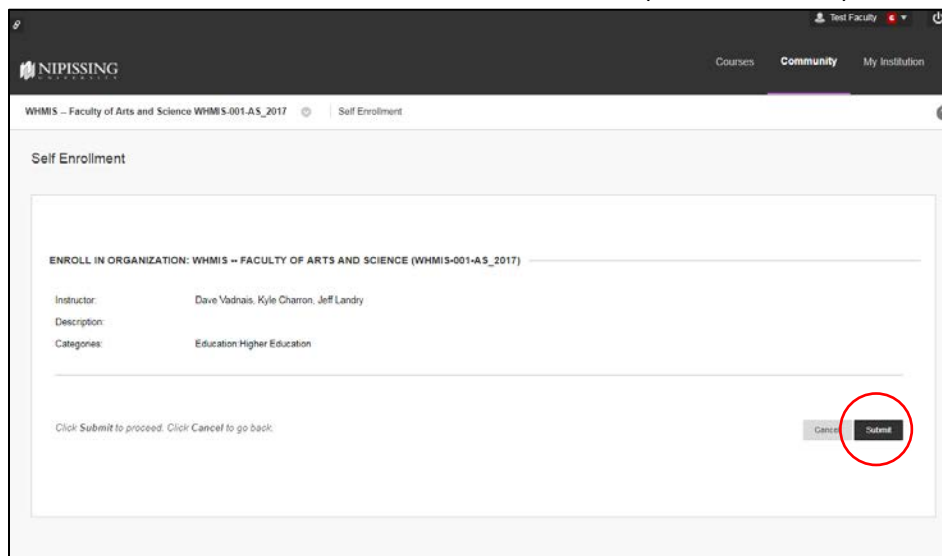 Test Faculty 6
NIPISSING
UNIVERSITY
Courses Community My Institution
WHMIS – Faculty of Arts and Science WHMIS-001-AS_2017 Self Enrollment
Self Enrollment
ENROLL IN ORGANIZATION: WHMIS -- FACULTY OF ARTS AND SCIENCE (WHMIS-001-AS_2017)
Instructor: Dave Vadnais, Kyle Charron, Jeff Landry
Description:
Categories: Education:Higher Education
Click Submit to proceed. Click Cancel to go back.
Cancel Submit